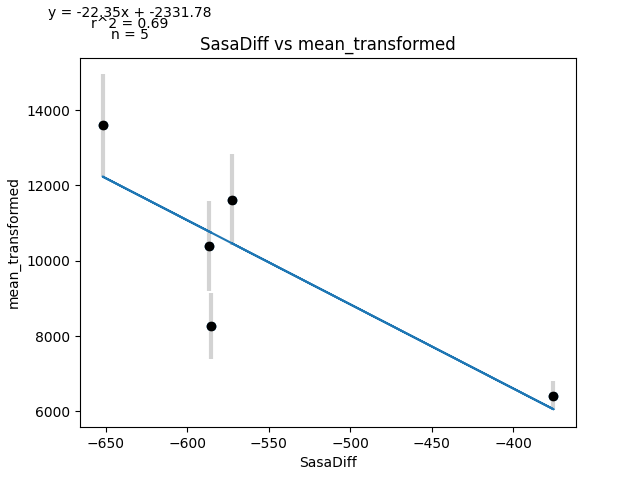 y = -22.35x + -2331.78
r^2 = 0.69
n = 5
SasaDiff vs mean_transformed
mean_transformed
14000
12000
10000
8000
6000
−650
−600
−550
−500
−450
−400
SasaDiff